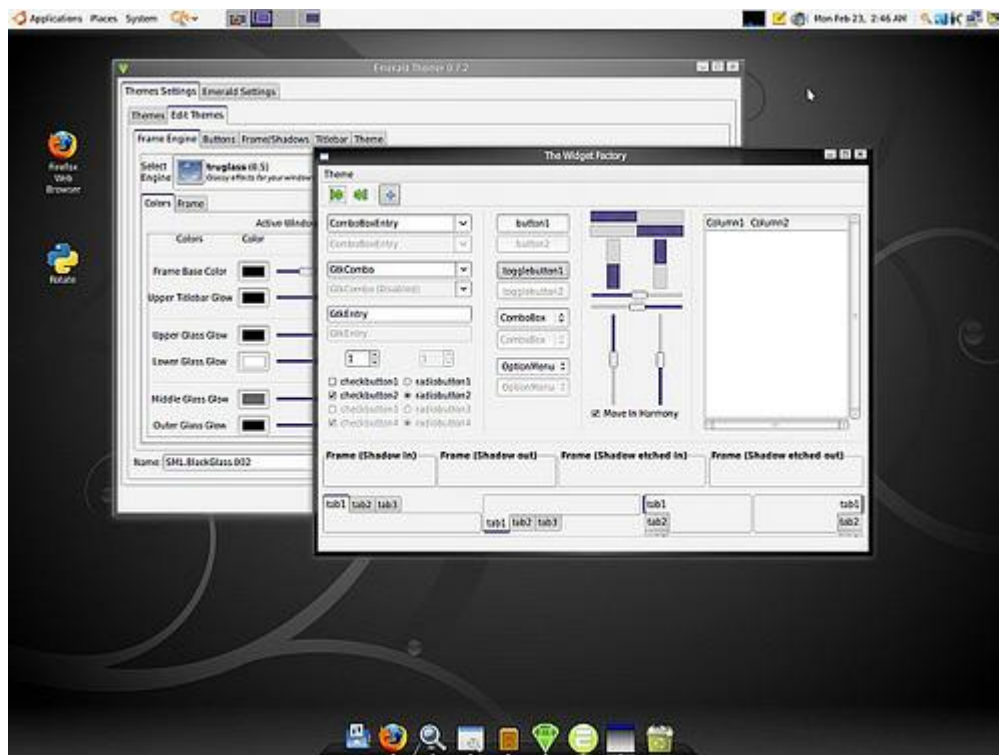 Applications Places System
Mon Feb 23, 2:46 AM
Emerald Themer 0.7.2
Themes Settings Emerald Settings
Themes Edit Themes
Frame Engine Buttons Frame/Shadows Titlebar Theme
Select Engine
truglass (0.5)
Glossy effects for your window
Colors Frame
Active Window
Colors Color
Frame Base Color
Upper Titlebar Glow
Upper Glass Glow
Lower Glass Glow
Middle Glass Glow
Outer Glass Glow
Name SML.BlackGlass.002
Firefox
Web
Browser
Rotate
The Widget Factory
Theme
ComboBoxEntry button1 Column1 Column2
ComboBoxEntry button2
GtkCombo togglebutton1
GtkCombo (Disabled) togglebutton2
GtkEntry ComboBox
GtkEntry ComboBox
1 1 OptionMenu
OptionMenu
checkbutton1 radiobutton1
checkbutton2 radiobutton2
checkbutton3 radiobutton3
checkbutton4 radiobutton4
Move In Harmony
Frame (Shadow in) Frame (Shadow out) Frame (Shadow etched in) Frame (Shadow etched out)
tab1 tab2 tab3 tab1 tab1
tab1 tab2 tab3 tab2 tab2